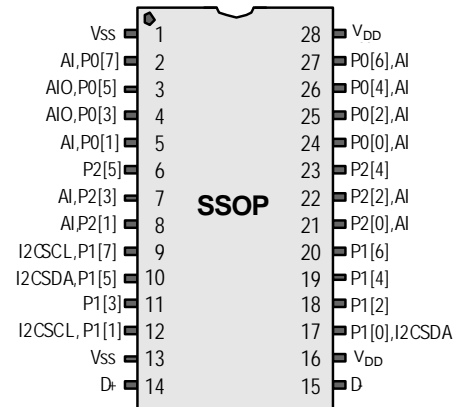 Vss 1 28 VDD
AI,P0[7] 2 27 P0[6],AI
AIO,P0[5] 3 26 P0[4],AI
AIO,P0[3] 4 25 P0[2],AI
AI,P0[1] 5 24 P0[0],AI
P2[5] 6 23 P2[4]
AI,P2[3] 7 22 P2[2],AI
SSOP
AI,P2[1] 8 21 P2[0],AI
I2CSCL,P1[7] 9 20 P1[6]
I2CSDA,P1[5] 10 19 P1[4]
P1[3] 11 18 P1[2]
I2CSCL, P1[1] 12 17 P1[0],I2CSDA
Vss 13 16 VDD
D+ 14 15 D-